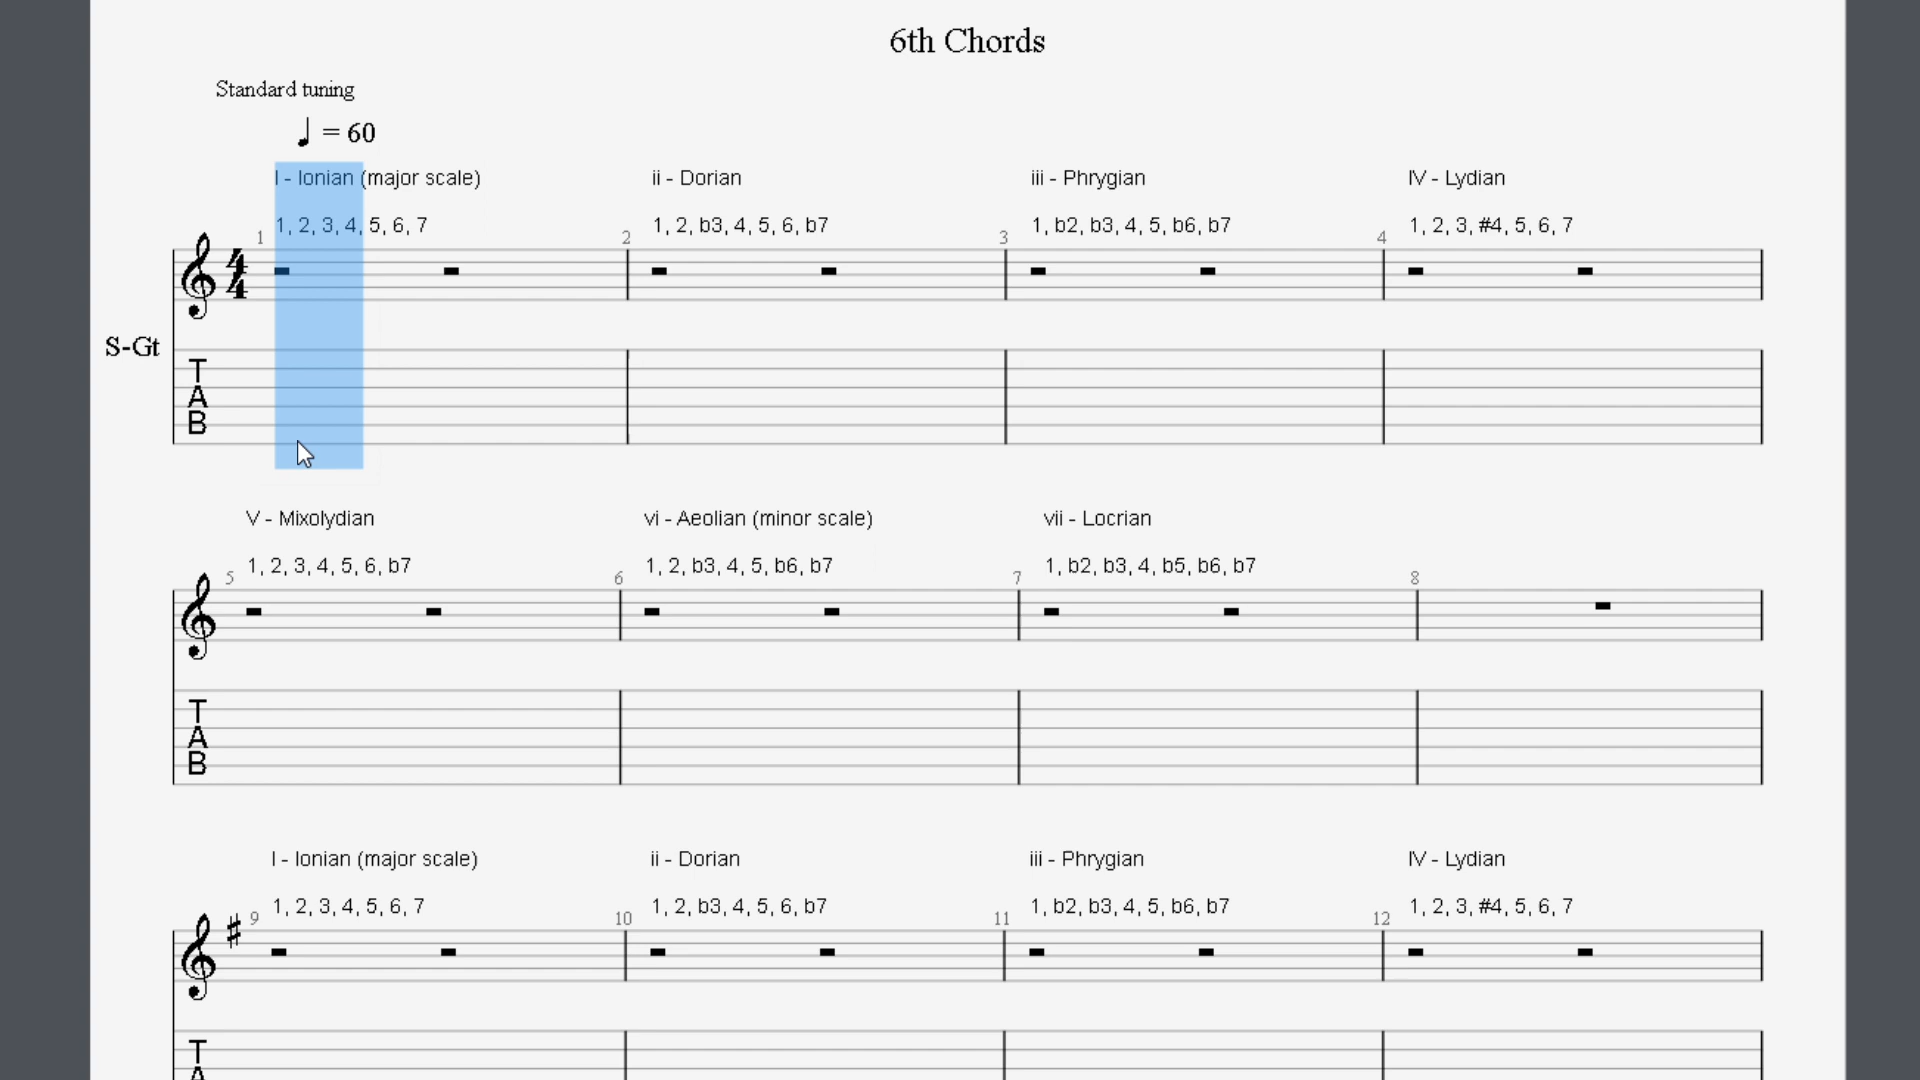 6th Chords
Standard tuning
= 60
I - Ionian (major scale) ii - Dorian iii - Phrygian IV - Lydian
1, 2, 3, 4, 5, 6, 7 1, 2, b3, 4, 5, 6, b7 1, b2, b3, 4, 5, b6, b7 1, 2, 3, #4, 5, 6, 7
1 2 3 4
4
4
S-Gt
T
A
B
V - Mixolydian vi - Aeolian (minor scale) vii - Locrian
1, 2, 3, 4, 5, 6, b7 1, 2, b3, 4, 5, b6, b7 1, b2, b3, 4, b5, b6, b7
5 6 7 8
T
A
B
I - Ionian (major scale) ii - Dorian iii - Phrygian IV - Lydian
1, 2, 3, 4, 5, 6, 7 1, 2, b3, 4, 5, 6, b7 1, b2, b3, 4, 5, b6, b7 1, 2, 3, #4, 5, 6, 7
9 10 11 12
T
A